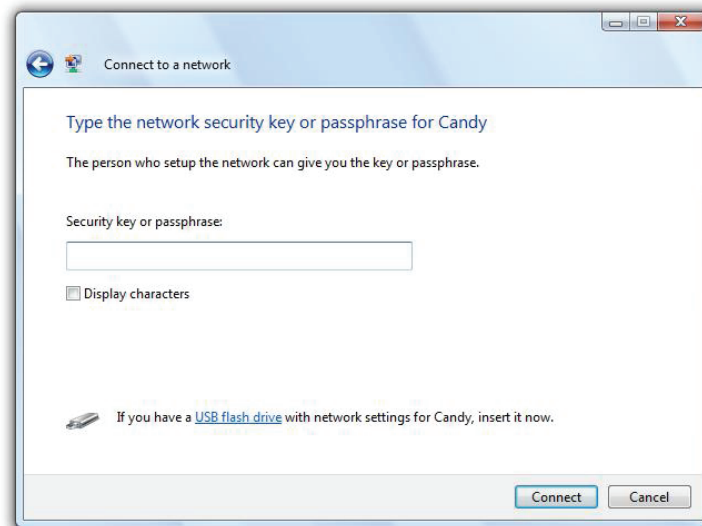 Connect to a network
Type the network security key or passphrase for Candy
The person who setup the network can give you the key or passphrase.
Security key or passphrase:
Display characters
If you have a USB flash drive with network settings for Candy, insert it now.
Connect Cancel